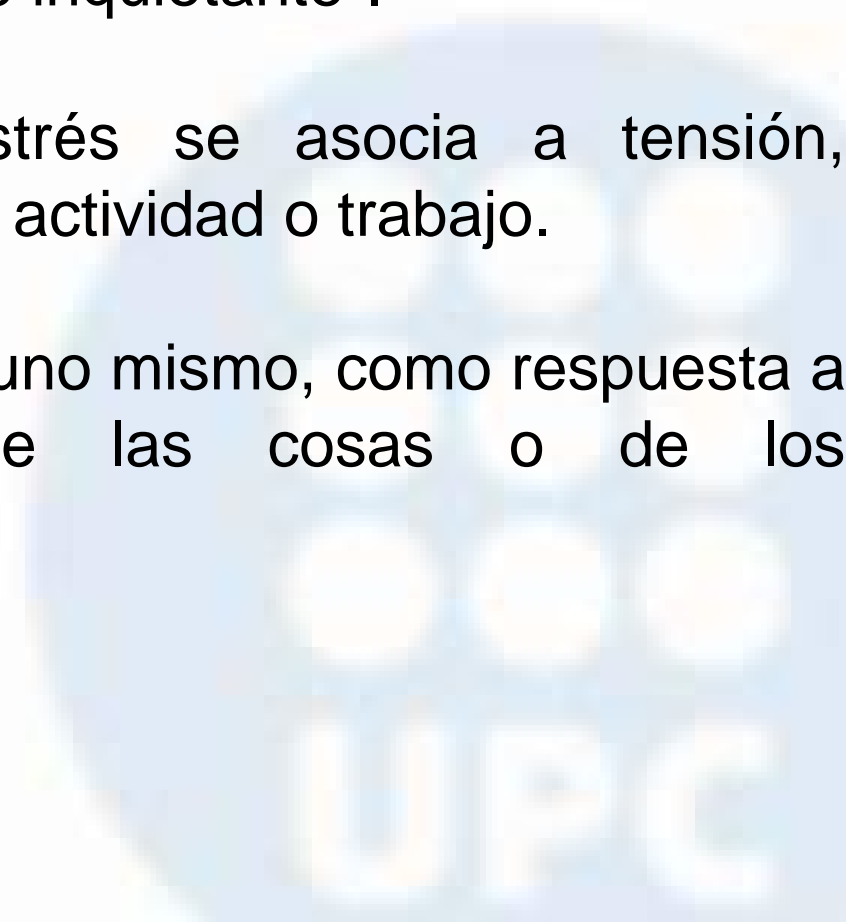 inquietante".
strés se asocia a tensión,
actividad o trabajo.
uno mismo, como respuesta a
e las cosas o de los
UPC